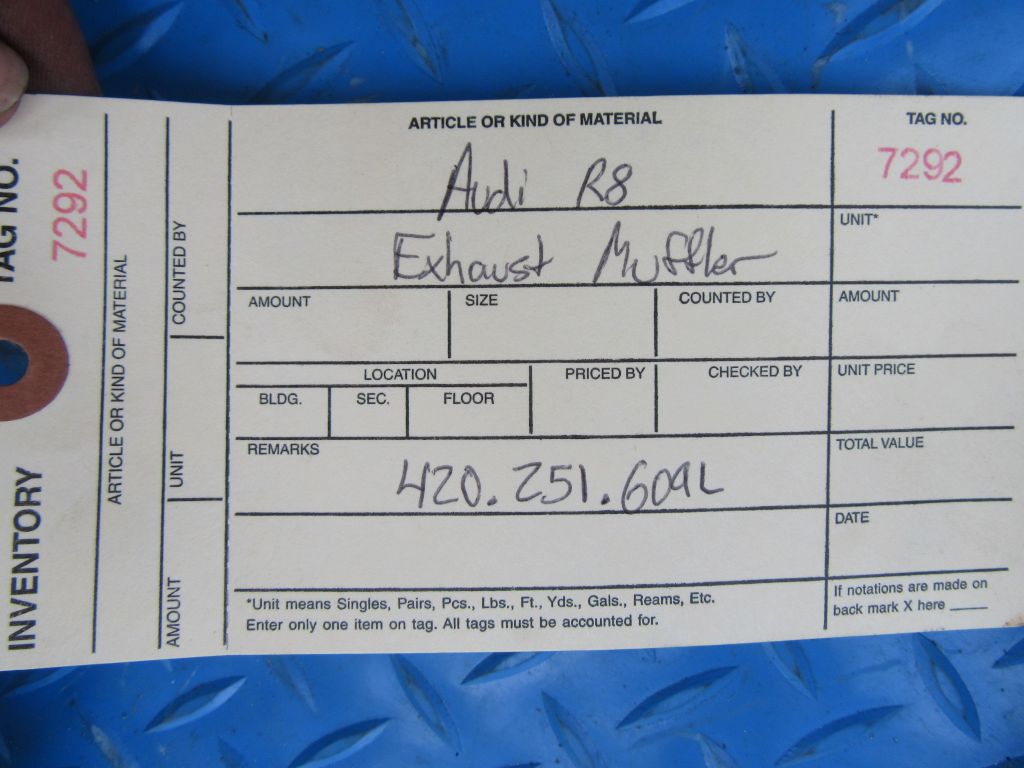 TAG NO.
7292
INVENTORY
ARTICLE OR KIND OF MATERIAL
COUNTED BY
UNIT
AMOUNT
ARTICLE OR KIND OF MATERIAL
TAG NO.
Audi R8
7292
UNIT*
Exhaust Muffler
AMOUNT
SIZE
COUNTED BY
AMOUNT
LOCATION
PRICED BY
CHECKED BY
UNIT PRICE
BLDG.
SEC.
FLOOR
REMARKS
TOTAL VALUE
420.251.609L
DATE
*Unit means Singles, Pairs, Pcs., Lbs., Ft., Yds., Gals., Reams, Etc.
Enter only one item on tag. All tags must be accounted for.
If notations are made on
back mark X here ____